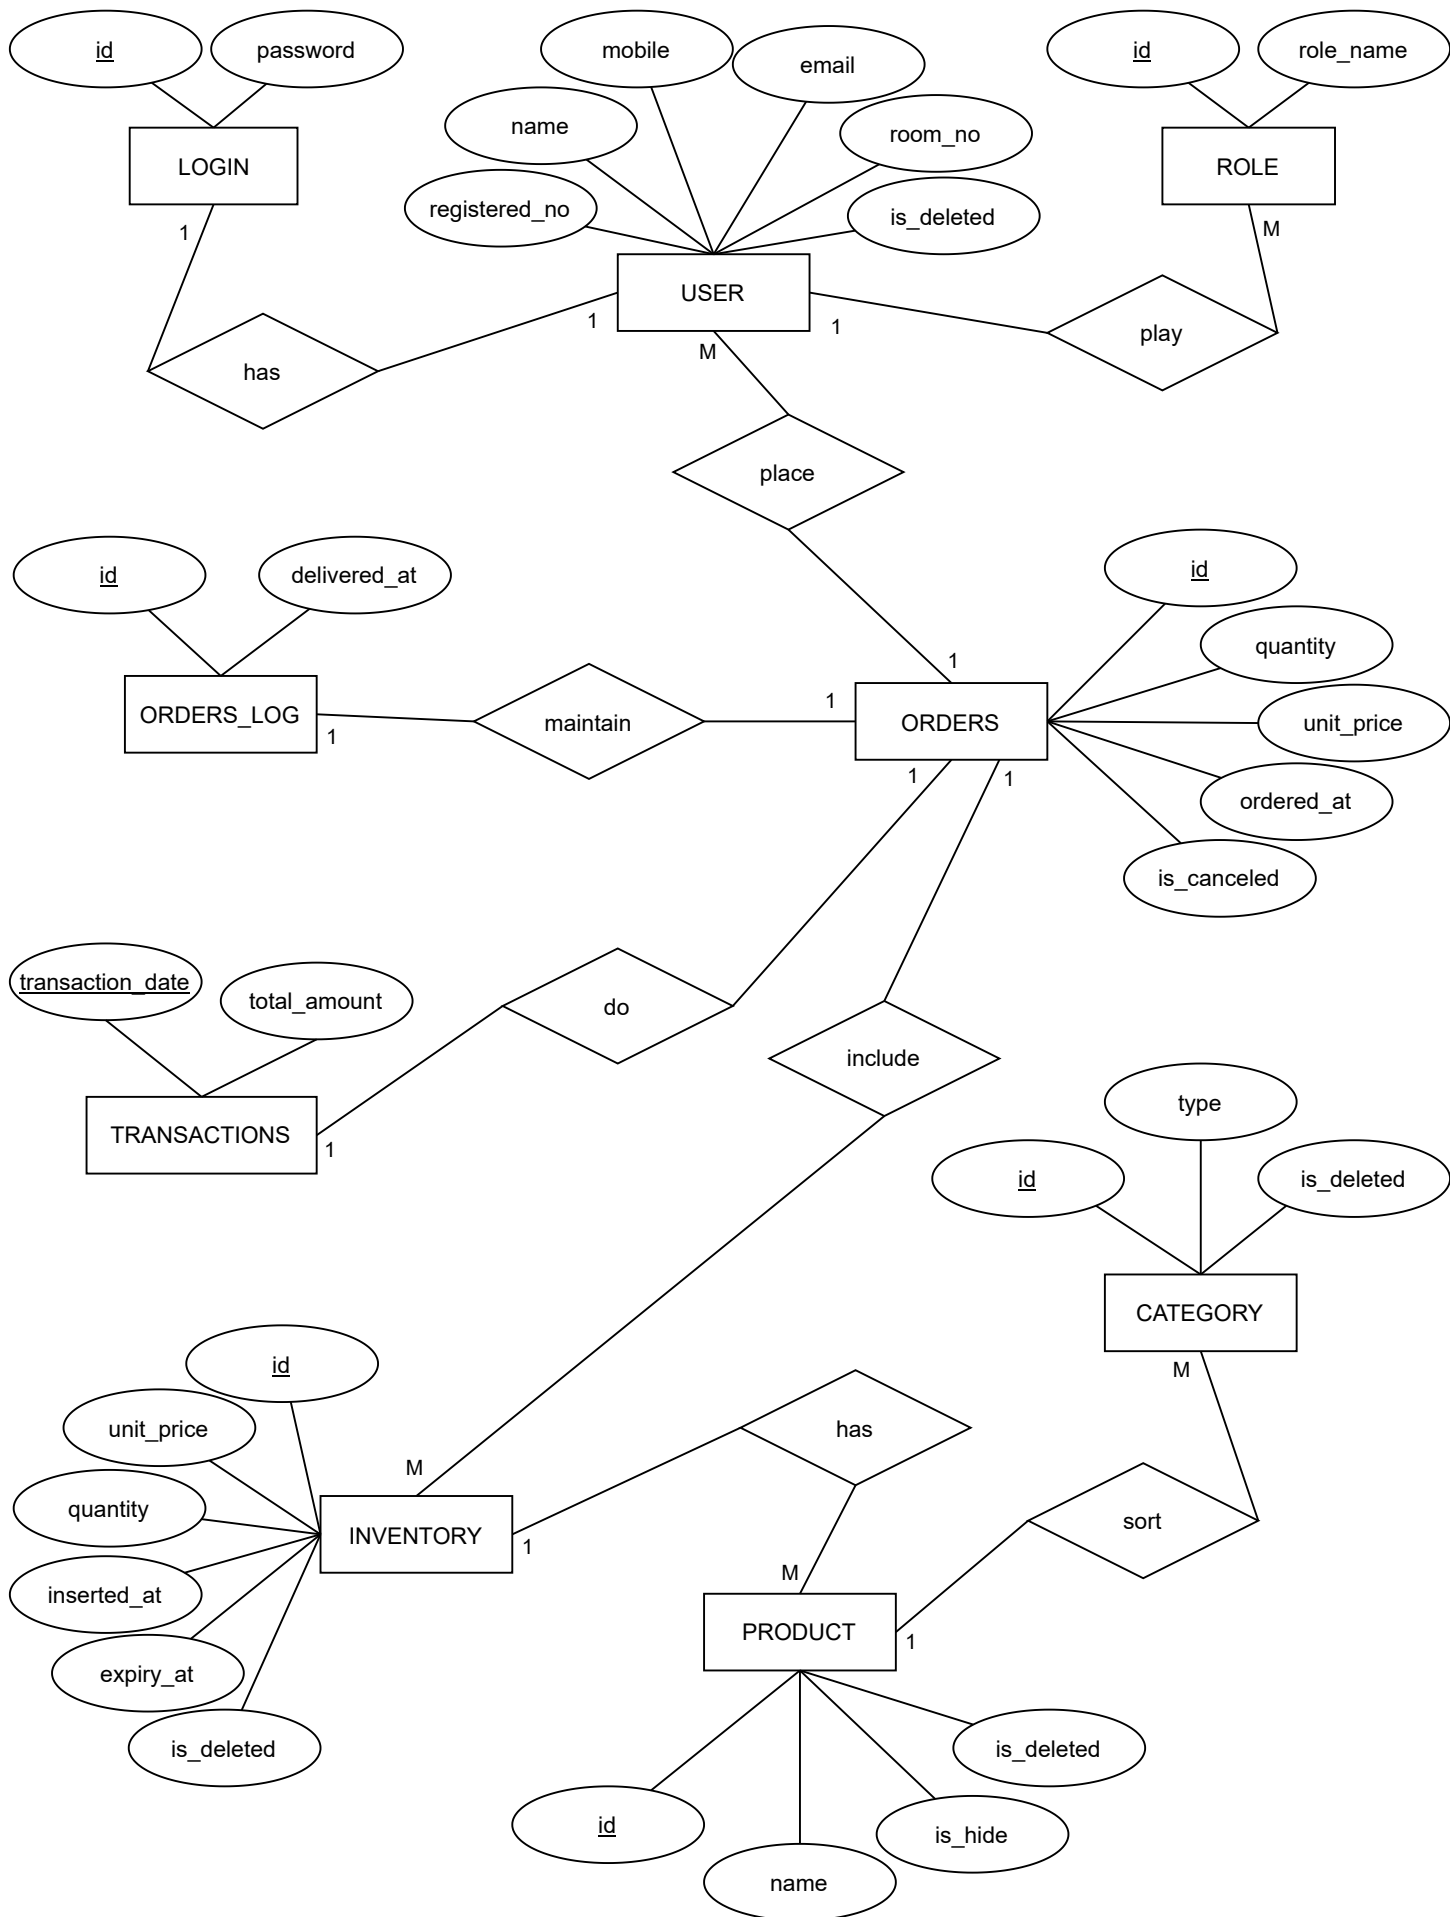 id
password
mobile
email
id
role_name
name
room_no
LOGIN
ROLE
registered_no
is_deleted
1
M
USER
1
1
play
M
has
place
id
delivered_at
id
quantity
1
1
ORDERS_LOG
maintain
ORDERS
unit_price
1
1
1
ordered_at
is_canceled
transaction_date
total_amount
do
include
type
TRANSACTIONS
1
id
is_deleted
CATEGORY
id
M
unit_price
has
M
quantity
INVENTORY
1
sort
inserted_at
M
PRODUCT
1
expiry_at
is_deleted
is_deleted
id
is_hide
name